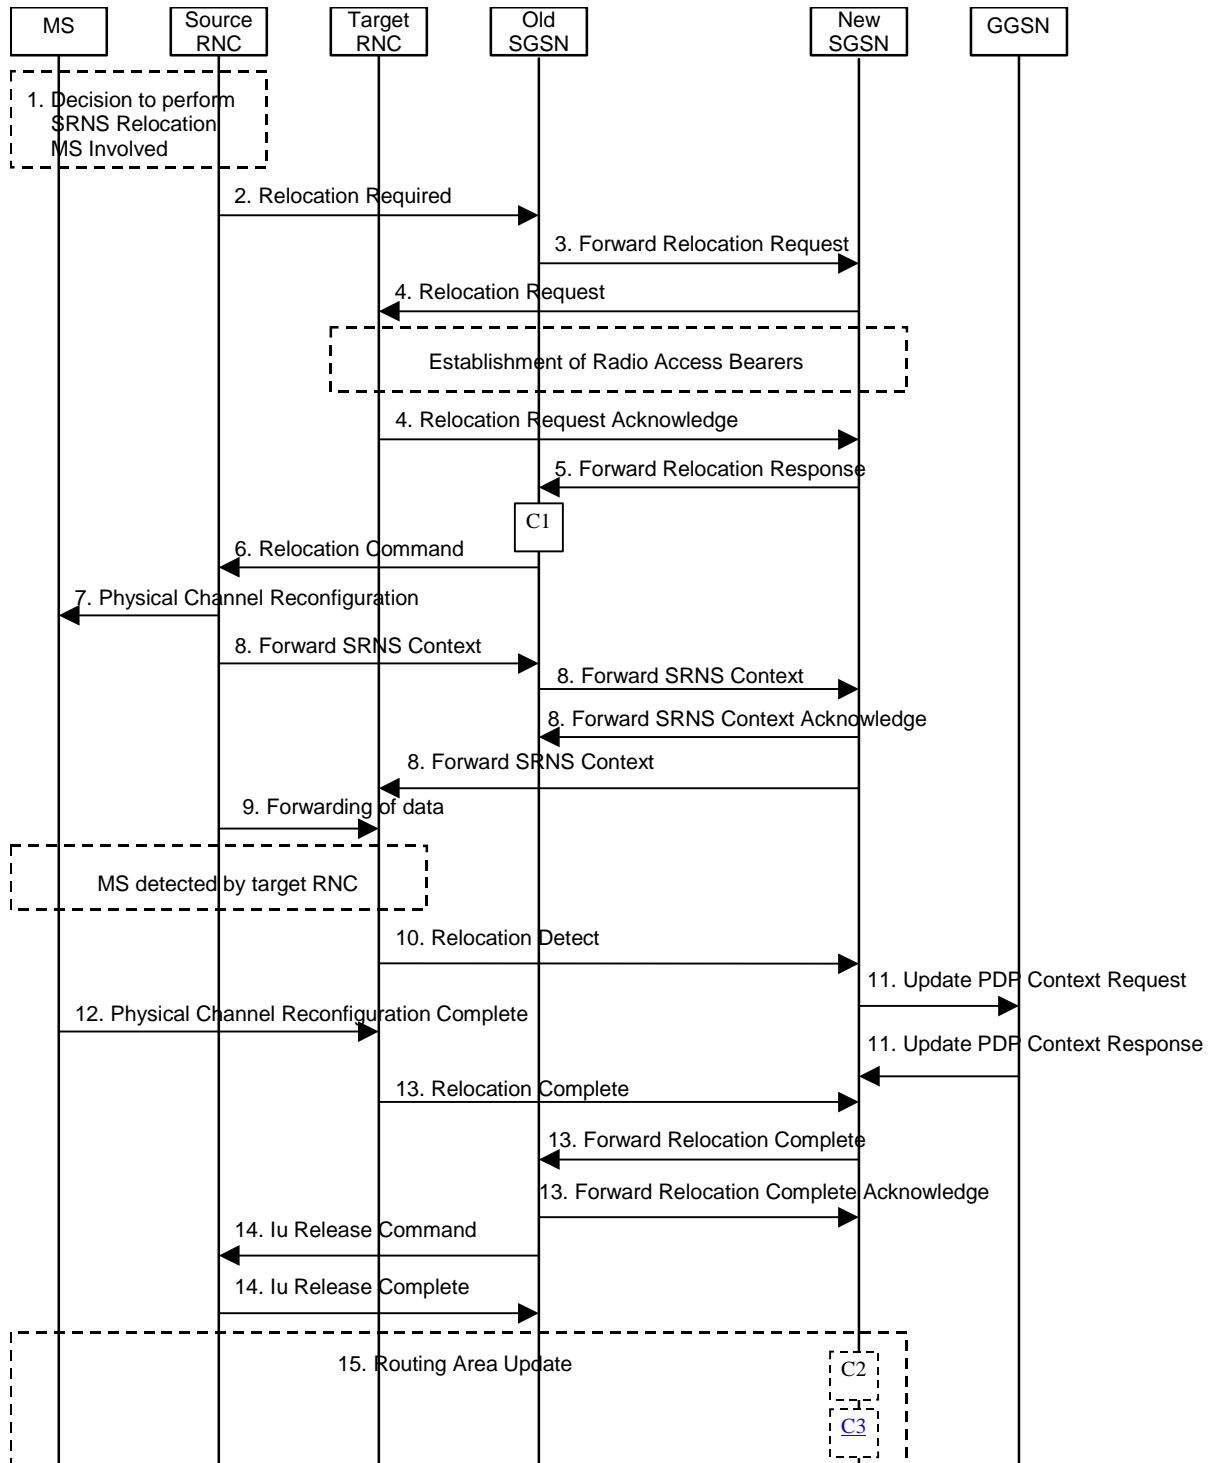 MS
Source
RNC
Target
RNC
Old
SGSN
New
SGSN
GGSN
1. Decision to perform
SRNS Relocation
MS Involved
2. Relocation Required
3. Forward Relocation Request
4. Relocation Request
Establishment of Radio Access Bearers
4. Relocation Request Acknowledge
5. Forward Relocation Response
C1
6. Relocation Command
7. Physical Channel Reconfiguration
8. Forward SRNS Context
8. Forward SRNS Context
8. Forward SRNS Context Acknowledge
8. Forward SRNS Context
9. Forwarding of data
MS detected by target RNC
10. Relocation Detect
11. Update PDP Context Request
12. Physical Channel Reconfiguration Complete
11. Update PDP Context Response
13. Relocation Complete
13. Forward Relocation Complete
13. Forward Relocation Complete Acknowledge
14. Iu Release Command
14. Iu Release Complete
15. Routing Area Update
C2
C3